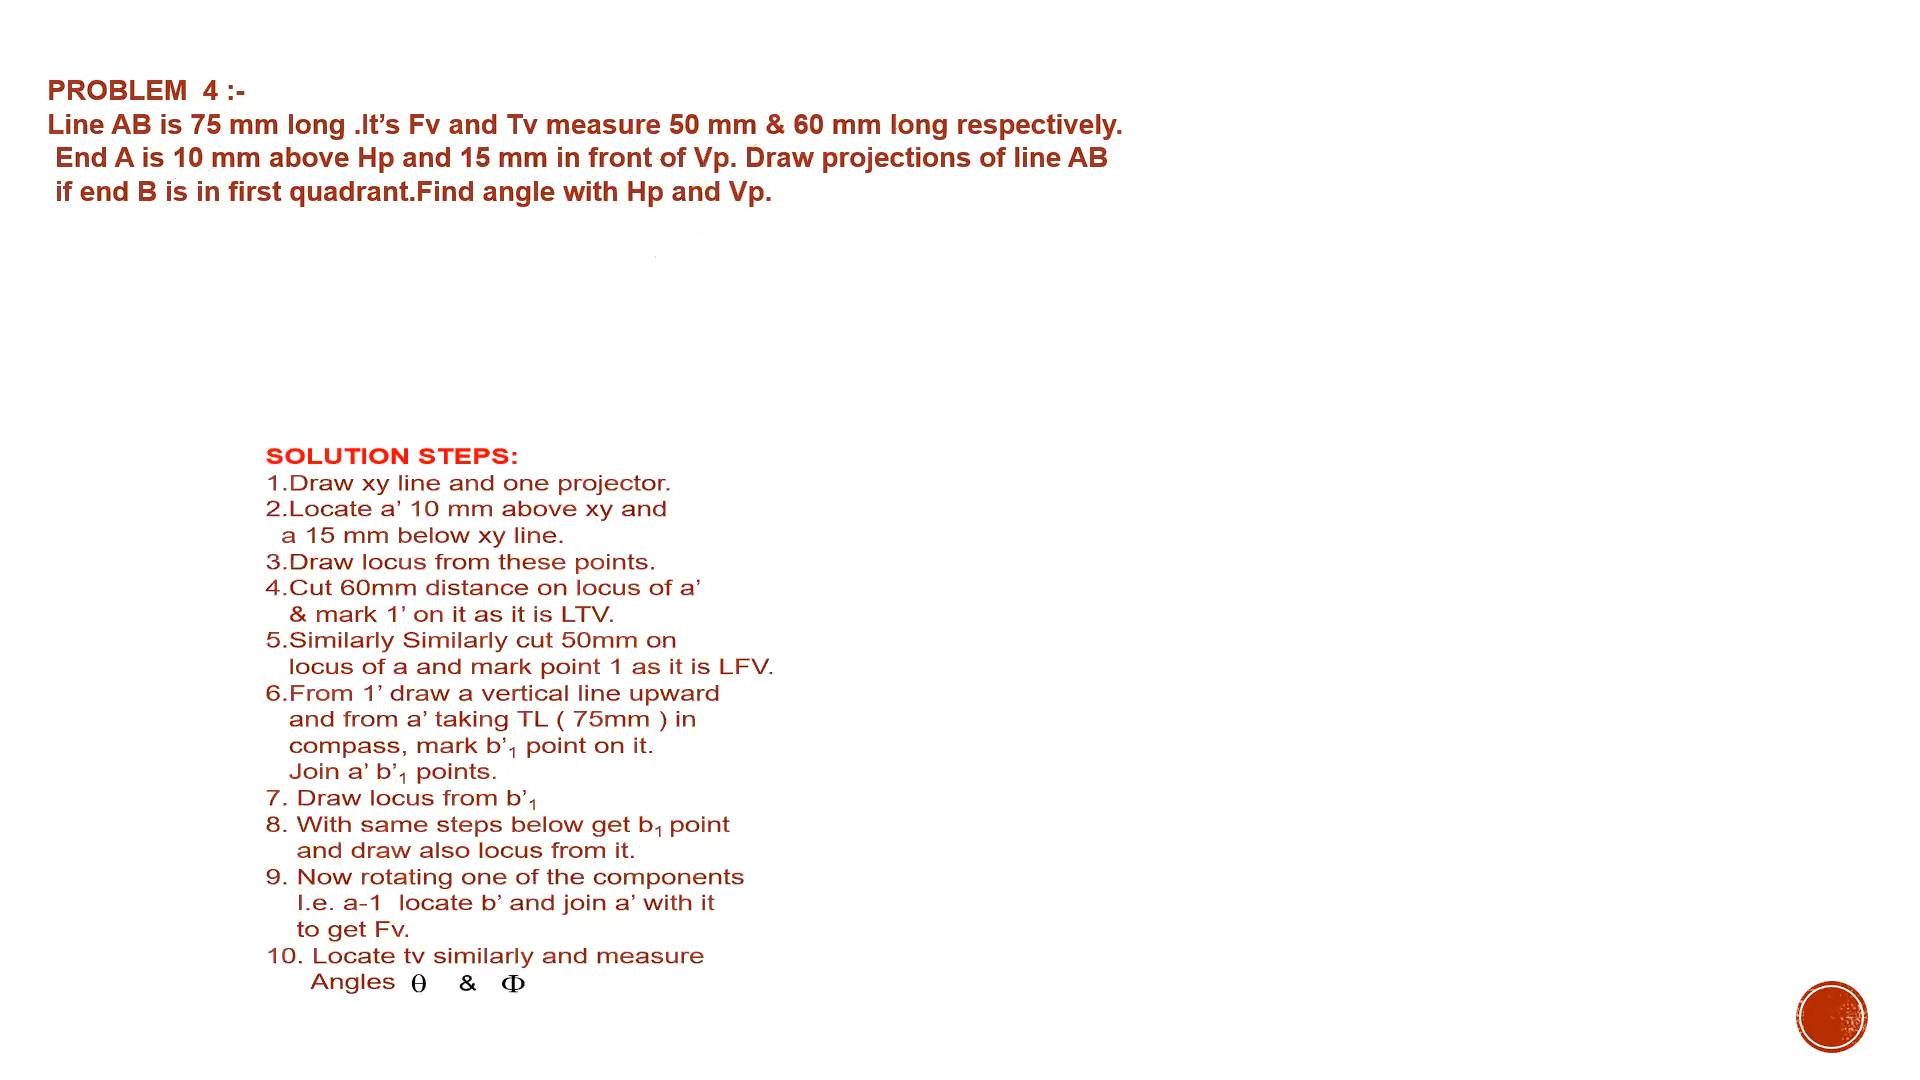 PROBLEM 4 :-
Line AB is 75 mm long .It’s Fv and Tv measure 50 mm & 60 mm long respectively.
End A is 10 mm above Hp and 15 mm in front of Vp. Draw projections of line AB
if end B is in first quadrant.Find angle with Hp and Vp.
SOLUTION STEPS:
1.Draw xy line and one projector.
2.Locate a’ 10 mm above xy and
a 15 mm below xy line.
3.Draw locus from these points.
4.Cut 60mm distance on locus of a’
& mark 1’ on it as it is LTV.
5.Similarly Similarly cut 50mm on
locus of a and mark point 1 as it is LFV.
6.From 1’ draw a vertical line upward
and from a’ taking TL ( 75mm ) in
compass, mark b’₁ point on it.
Join a’ b’₁ points.
7. Draw locus from b’₁
8. With same steps below get b₁ point
and draw also locus from it.
9. Now rotating one of the components
I.e. a-1 locate b’ and join a’ with it
to get Fv.
10. Locate tv similarly and measure
Angles θ & Φ